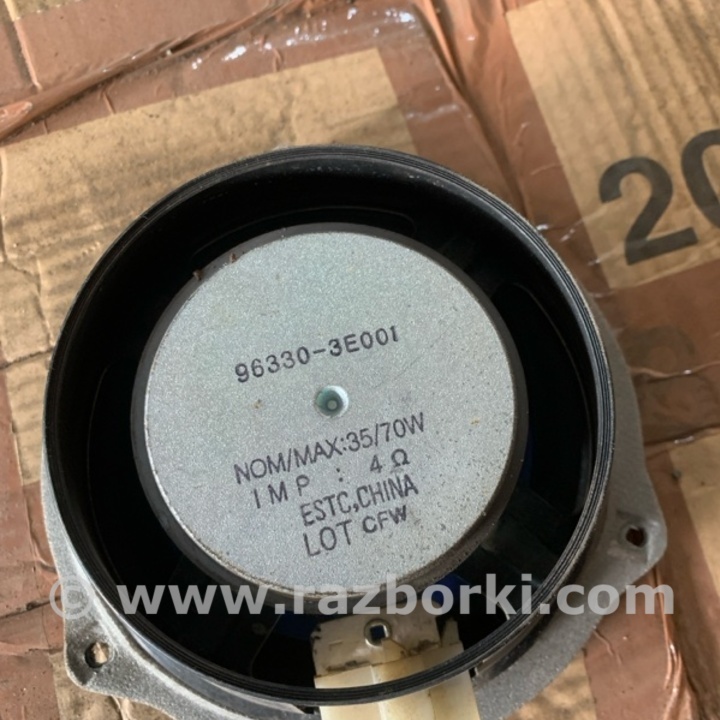 20
96330-3E001
NOM/MAX:35/70W
IMP : 4Ω
ESTC,CHINA
LOT CFW
© www.razborki.com